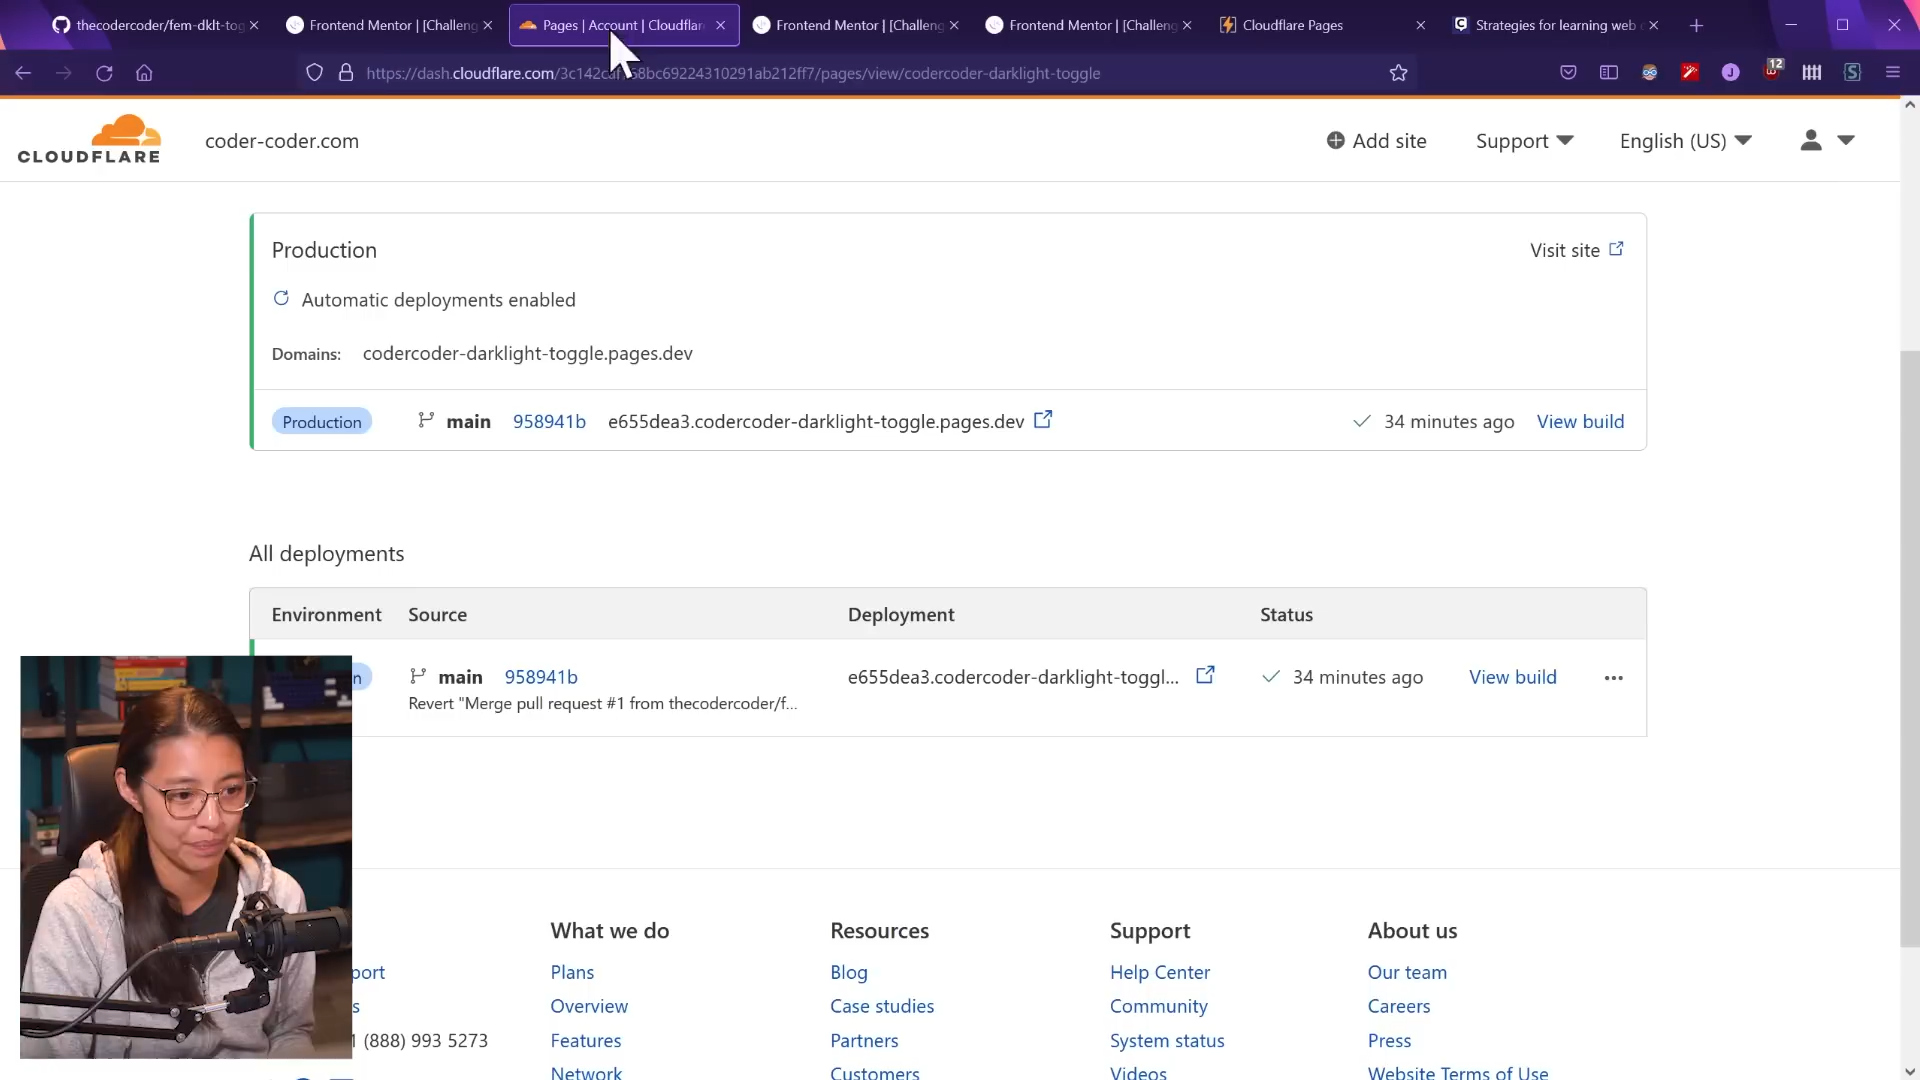 thecodercoder/fem-dklt-tog
Frontend Mentor | [Challeng
Pages | Account | Cloudflar
Frontend Mentor | [Challeng
Frontend Mentor | [Challeng
Cloudflare Pages
Strategies for learning web
pages/view/codercoder-darklight-toggle
12
CLOUDFLARE
coder-coder.com
Add site
Support
English (US)
Production
Visit site
Automatic deployments enabled
Domains: codercoder-darklight-toggle.pages.dev
Production main 958941b e655dea3.codercoder-darklight-toggle.pages.dev 34 minutes ago View build
All deployments
Environment Source Deployment Status
n main 958941b e655dea3.codercoder-darklight-toggl... 34 minutes ago View build
Revert "Merge pull request #1 from thecodercoder/f...
What we do Resources Support About us
port Plans Blog Help Center Our team
s Overview Case studies Community Careers
1 (888) 993 5273 Features Partners System status Press
Network Customers Videos Website Terms of Use